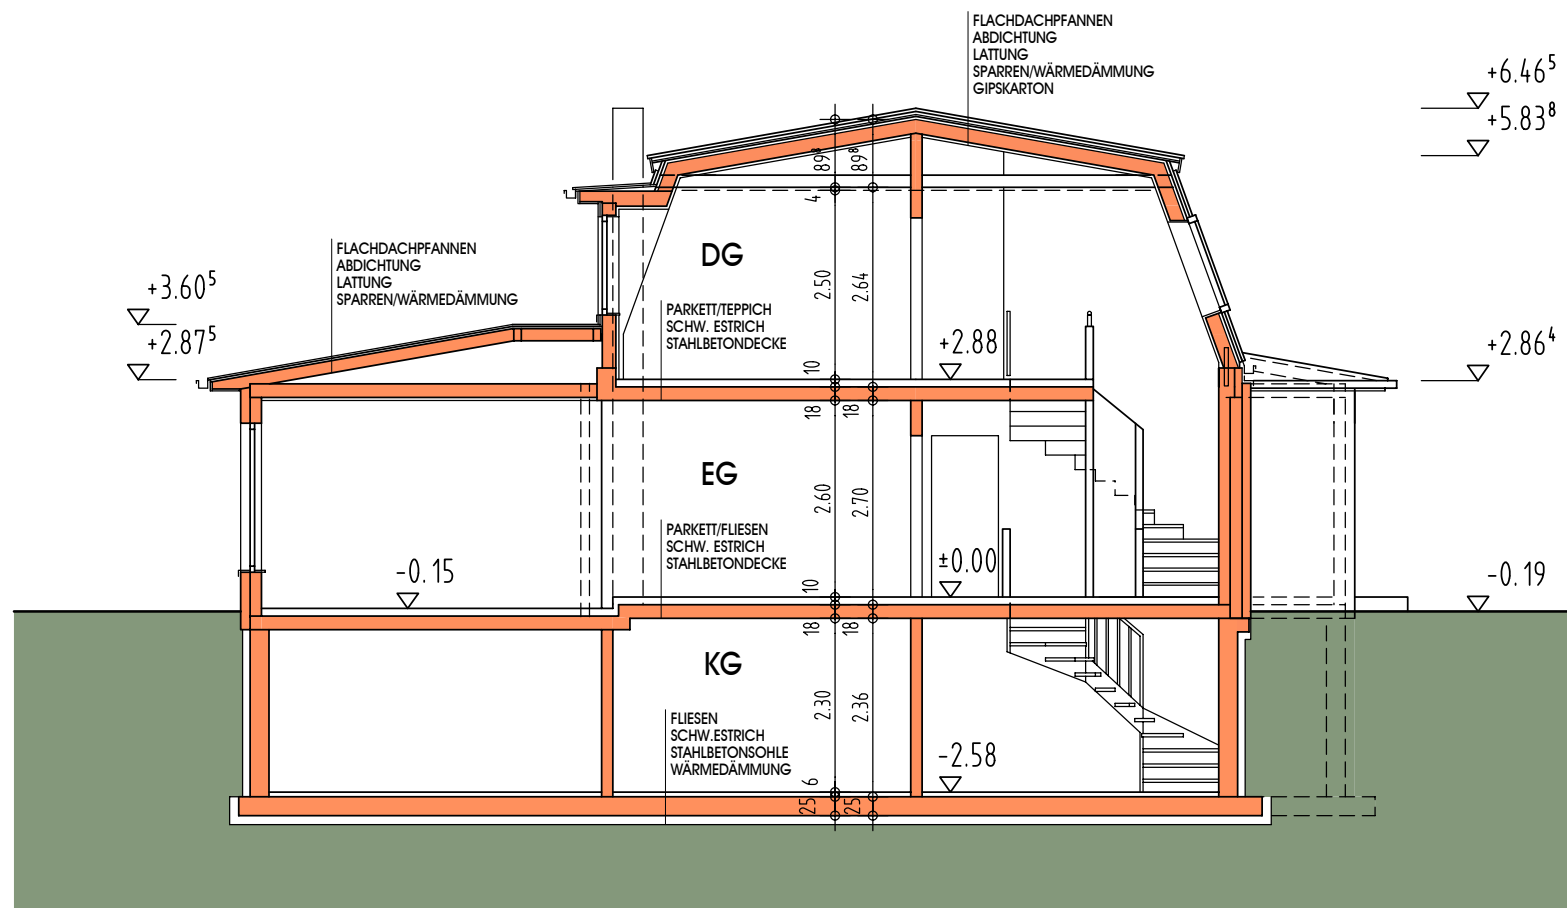 FLACHDACHPFANNEN
ABDICHTUNG
LATTUNG
SPARREN/WÄRMEDÄMMUNG
GIPSKARTON
+6.46⁵
+5.83⁸
89⁸
89⁸
4
FLACHDACHPFANNEN
ABDICHTUNG
LATTUNG
SPARREN/WÄRMEDÄMMUNG
DG
2.50
2.64
+3.60⁵
+2.87⁵
PARKETT/TEPPICH
SCHW. ESTRICH
STAHLBETONDECKE
+2.88
+2.86⁴
10
18
18
EG
2.60
2.70
PARKETT/FLIESEN
SCHW. ESTRICH
STAHLBETONDECKE
-0.15
±0.00
-0.19
10
18
18
KG
2.30
2.36
FLIESEN
SCHW.ESTRICH
STAHLBETONSOHLE
WÄRMEDÄMMUNG
-2.58
6
25
25